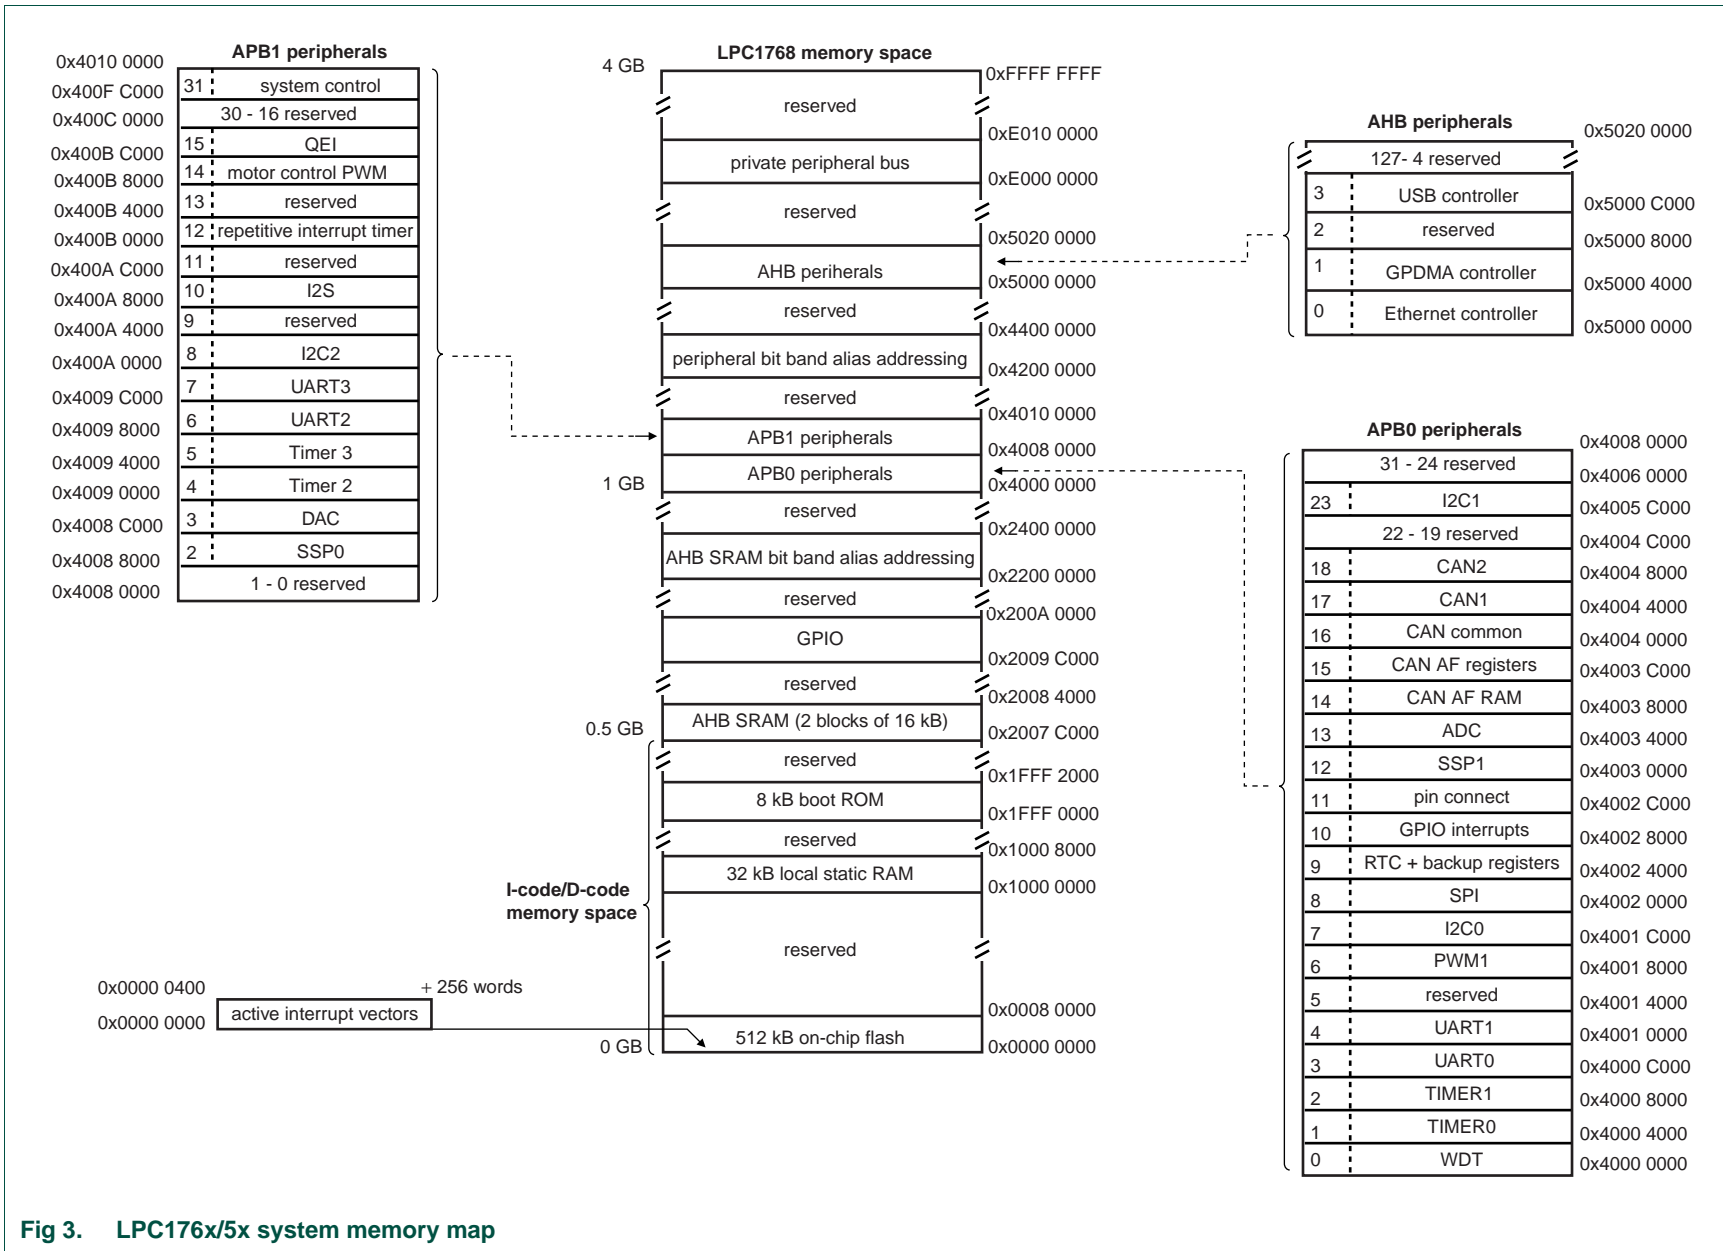 APB1 peripherals
0x4010 0000
31 system control
0x400F C000
30 - 16 reserved
0x400C 0000
15 QEI
0x400B C000
14 motor control PWM
0x400B 8000
13 reserved
0x400B 4000
12 repetitive interrupt timer
0x400B 0000
11 reserved
0x400A C000
10 I2S
0x400A 8000
9 reserved
0x400A 4000
8 I2C2
0x400A 0000
7 UART3
0x4009 C000
6 UART2
0x4009 8000
5 Timer 3
0x4009 4000
4 Timer 2
0x4009 0000
3 DAC
0x4008 C000
2 SSP0
0x4008 8000
1 - 0 reserved
0x4008 0000
LPC1768 memory space
4 GB
0xFFFF FFFF
reserved
0xE010 0000
private peripheral bus
0xE000 0000
reserved
0x5020 0000
AHB periherals
0x5000 0000
reserved
0x4400 0000
peripheral bit band alias addressing
0x4200 0000
reserved
0x4010 0000
APB1 peripherals
0x4008 0000
APB0 peripherals
1 GB
0x4000 0000
reserved
0x2400 0000
AHB SRAM bit band alias addressing
0x2200 0000
reserved
0x200A 0000
GPIO
0x2009 C000
reserved
0x2008 4000
AHB SRAM (2 blocks of 16 kB)
0.5 GB
0x2007 C000
reserved
0x1FFF 2000
8 kB boot ROM
0x1FFF 0000
reserved
0x1000 8000
32 kB local static RAM
0x1000 0000
I-code/D-code
memory space
reserved
0x0008 0000
512 kB on-chip flash
0 GB
0x0000 0000
0x0000 0400
+ 256 words
active interrupt vectors
0x0000 0000
AHB peripherals
0x5020 0000
127- 4 reserved
3 USB controller
0x5000 C000
2 reserved
0x5000 8000
1 GPDMA controller
0x5000 4000
0 Ethernet controller
0x5000 0000
APB0 peripherals
0x4008 0000
31 - 24 reserved
0x4006 0000
23 I2C1
0x4005 C000
22 - 19 reserved
0x4004 C000
18 CAN2
0x4004 8000
17 CAN1
0x4004 4000
16 CAN common
0x4004 0000
15 CAN AF registers
0x4003 C000
14 CAN AF RAM
0x4003 8000
13 ADC
0x4003 4000
12 SSP1
0x4003 0000
11 pin connect
0x4002 C000
10 GPIO interrupts
0x4002 8000
9 RTC + backup registers
0x4002 4000
8 SPI
0x4002 0000
7 I2C0
0x4001 C000
6 PWM1
0x4001 8000
5 reserved
0x4001 4000
4 UART1
0x4001 0000
3 UART0
0x4000 C000
2 TIMER1
0x4000 8000
1 TIMER0
0x4000 4000
0 WDT
0x4000 0000
Fig 3. LPC176x/5x system memory map